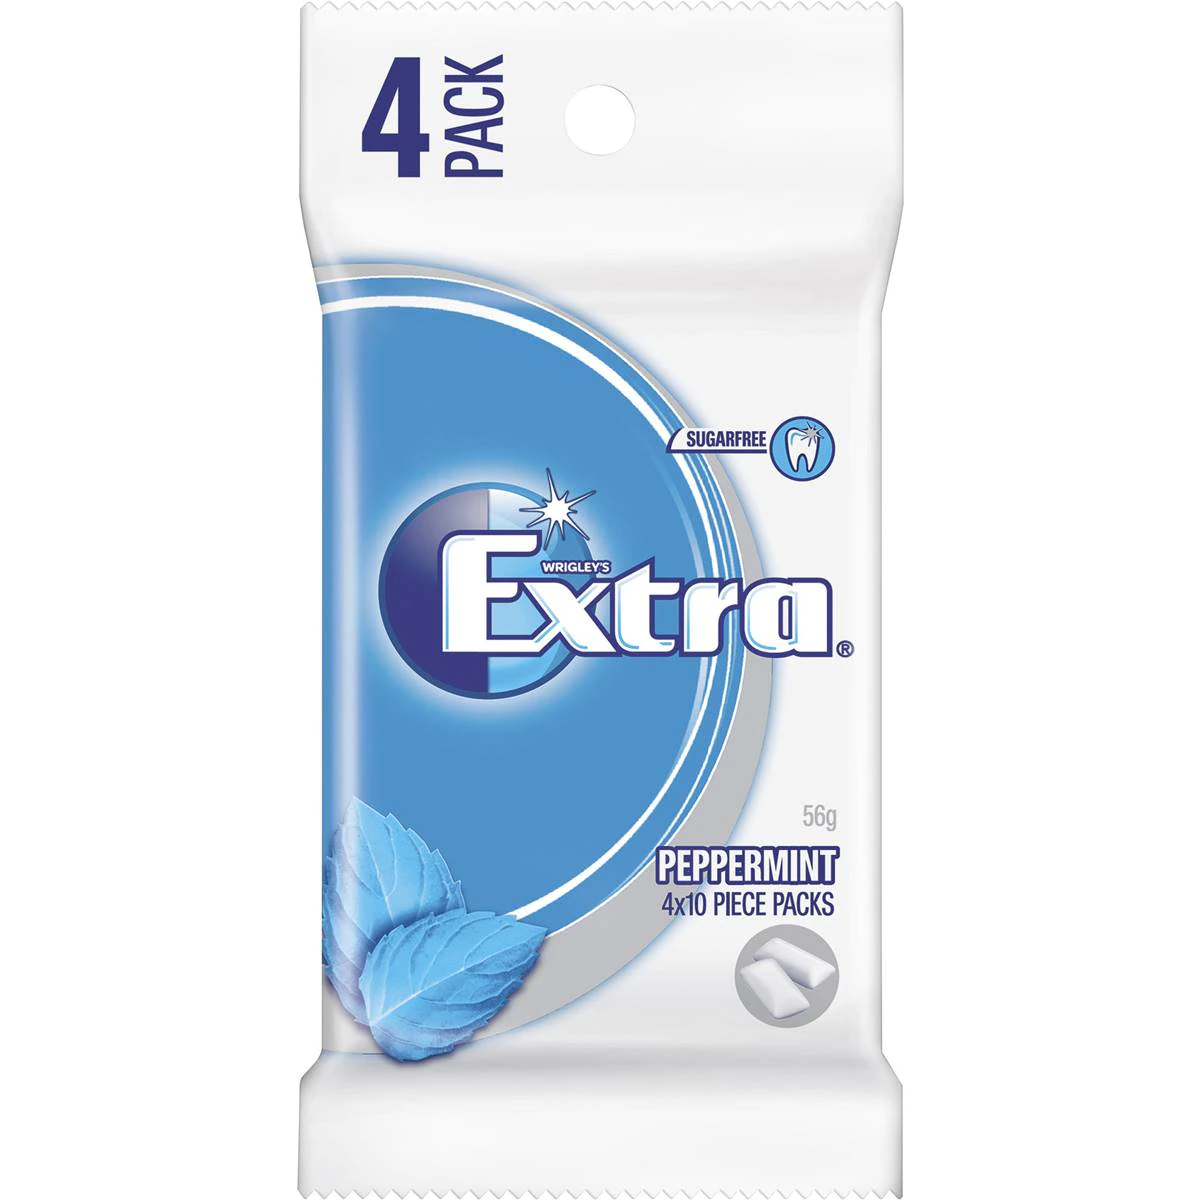 4 PACK
SUGARFREE
WRIGLEY'S
Extra®
56g
PEPPERMINT
4x10 PIECE PACKS